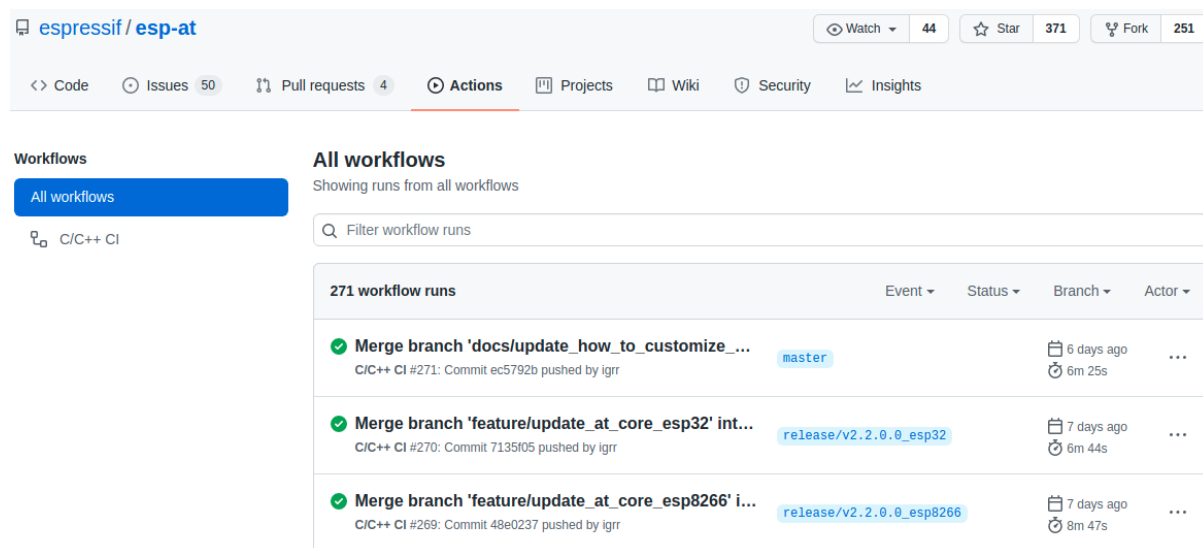 espressif / esp-at
Watch 44 Star 371 Fork 251
Code Issues 50 Pull requests 4 Actions Projects Wiki Security Insights
Workflows
All workflows
C/C++ CI
All workflows
Showing runs from all workflows
Filter workflow runs
271 workflow runs Event Status Branch Actor
Merge branch 'docs/update_how_to_customize_...
C/C++ CI #271: Commit ec5792b pushed by igrr
master
6 days ago
6m 25s
Merge branch 'feature/update_at_core_esp32' int...
C/C++ CI #270: Commit 7135f05 pushed by igrr
release/v2.2.0.0_esp32
7 days ago
6m 44s
Merge branch 'feature/update_at_core_esp8266' i...
C/C++ CI #269: Commit 48e0237 pushed by igrr
release/v2.2.0.0_esp8266
7 days ago
8m 47s